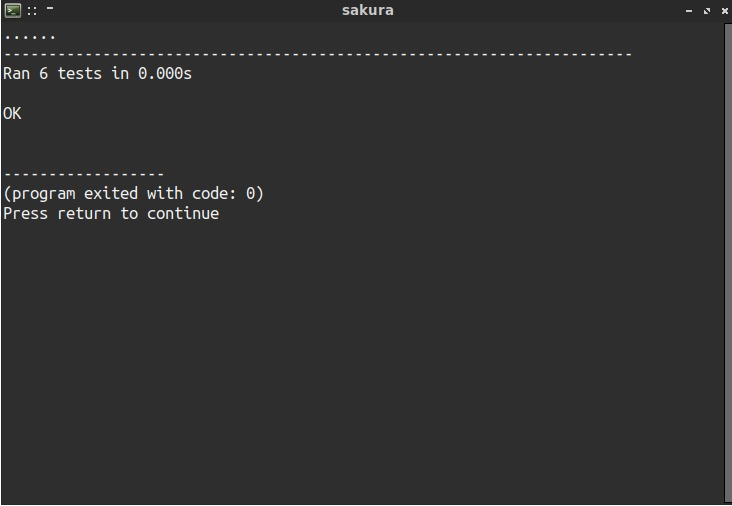 sakura
......
----------------------------------------------------------------------
Ran 6 tests in 0.000s
OK
------------------
(program exited with code: 0)
Press return to continue